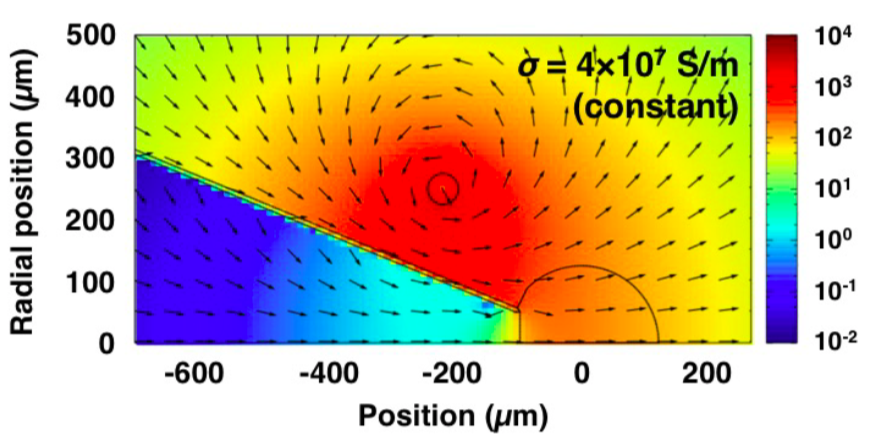 500
400
300
200
100
0
Radial position (μm)
σ = 4×10⁷ S/m
(constant)
-600 -400 -200 0 200
Position (μm)
10⁴
10³
10²
10¹
10⁰
10⁻¹
10⁻²